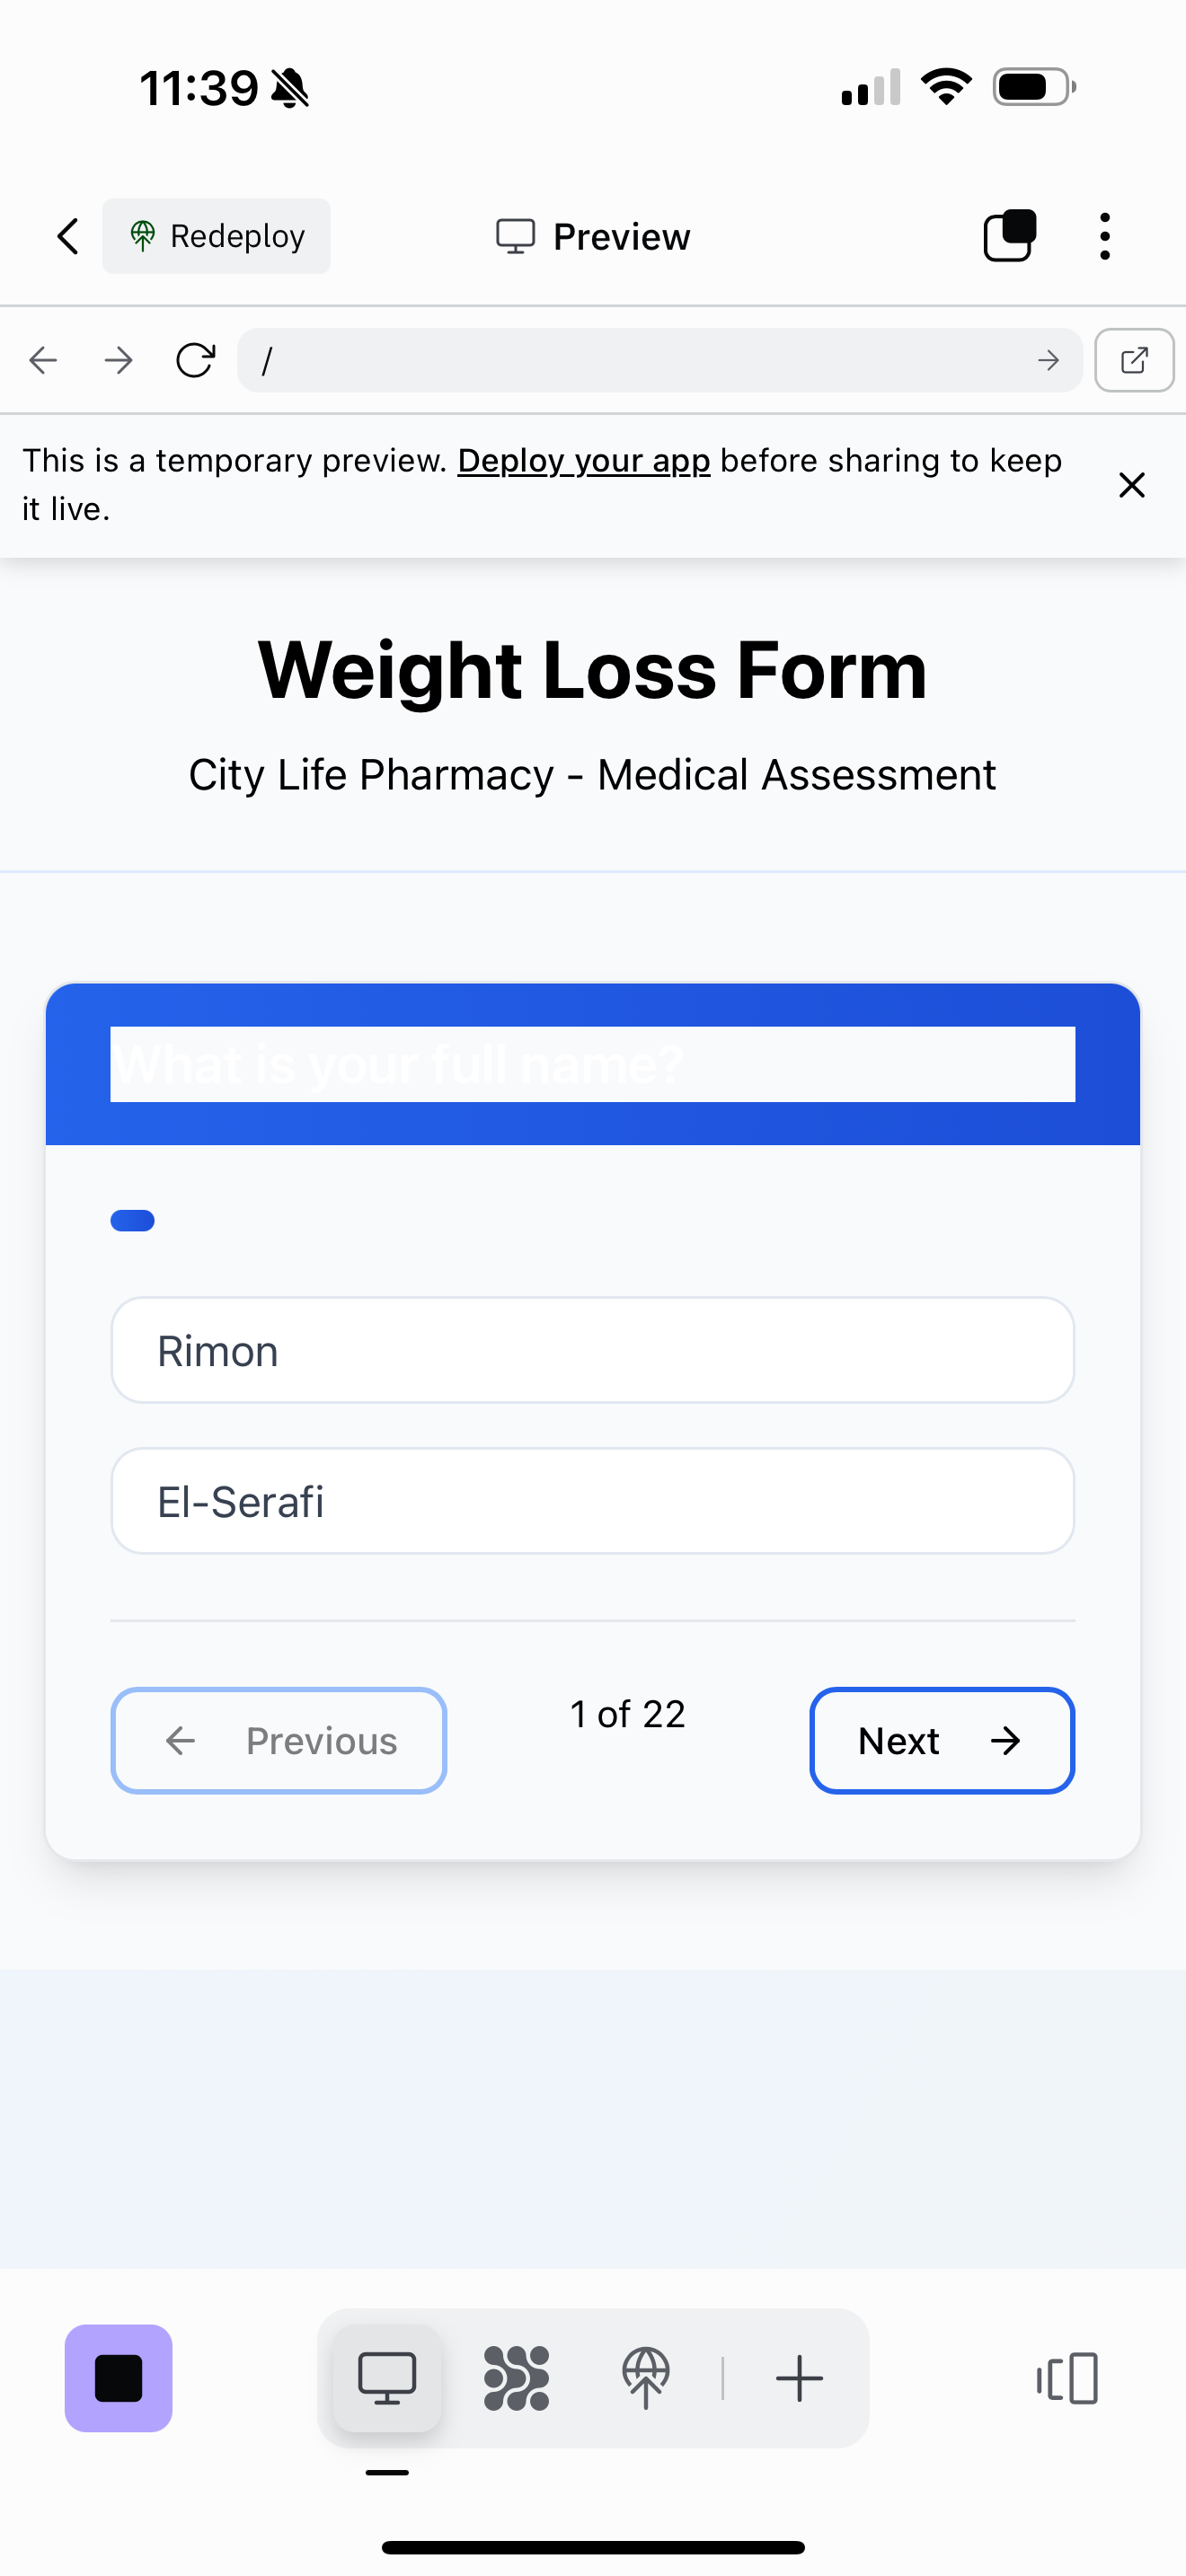 11:39
Redeploy
Preview
/
This is a temporary preview. Deploy your app before sharing to keep
it live.
Weight Loss Form
City Life Pharmacy - Medical Assessment
What is your full name?
Rimon
El-Serafi
Previous
1 of 22
Next